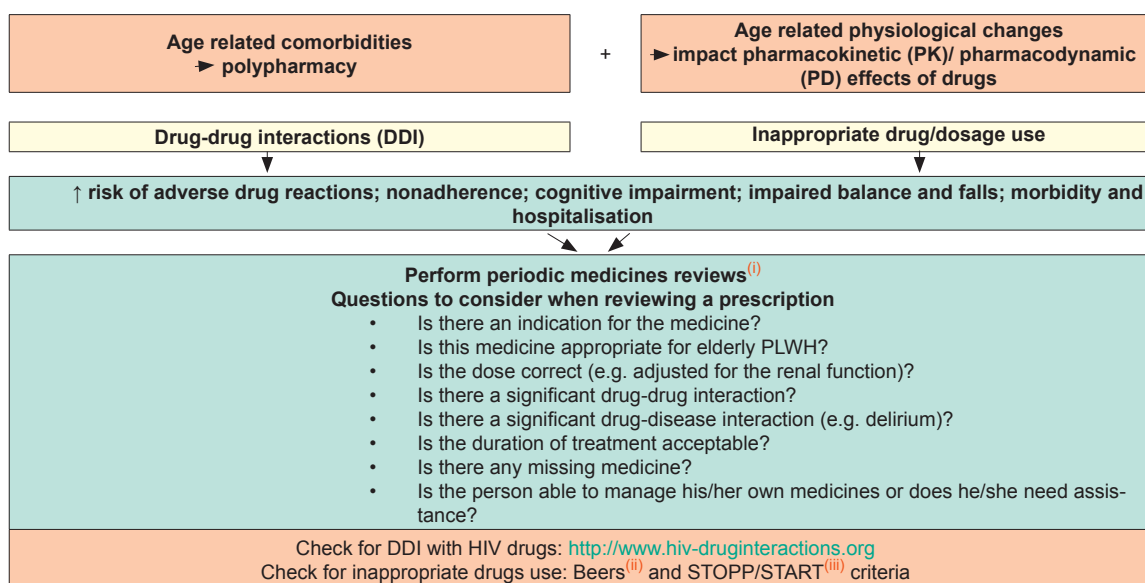 Age related comorbidities
polypharmacy
+
Age related physiological changes
impact pharmacokinetic (PK)/ pharmacodynamic
(PD) effects of drugs
Drug-drug interactions (DDI)
Inappropriate drug/dosage use
↑ risk of adverse drug reactions; nonadherence; cognitive impairment; impaired balance and falls; morbidity and
hospitalisation
Perform periodic medicines reviews(i)
Questions to consider when reviewing a prescription
• Is there an indication for the medicine?
• Is this medicine appropriate for elderly PLWH?
• Is the dose correct (e.g. adjusted for the renal function)?
• Is there a significant drug-drug interaction?
• Is there a significant drug-disease interaction (e.g. delirium)?
• Is the duration of treatment acceptable?
• Is there any missing medicine?
• Is the person able to manage his/her own medicines or does he/she need assis-
tance?
Check for DDI with HIV drugs: http://www.hiv-druginteractions.org
Check for inappropriate drugs use: Beers(ii) and STOPP/START(iii) criteria